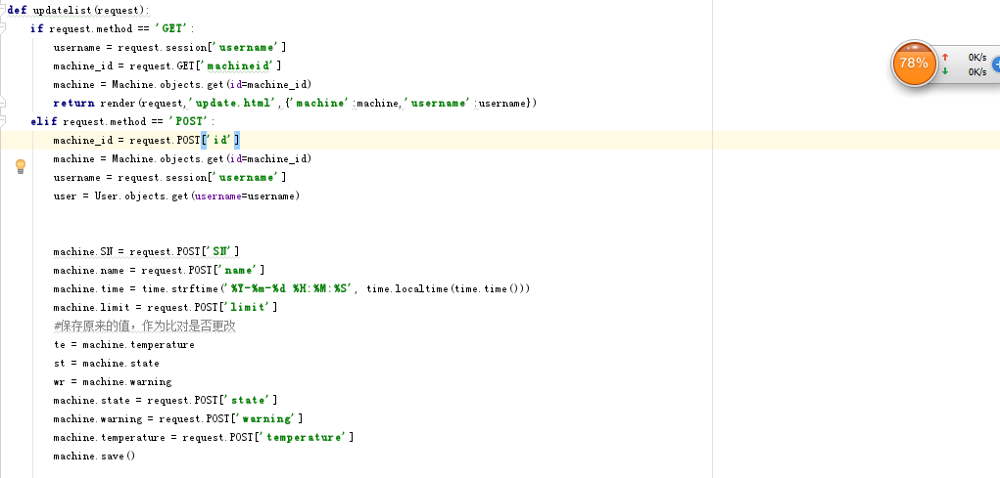 def updatelist(request):
if request.method == 'GET':
username = request.session['username']
machine_id = request.GET['machineid']
machine = Machine.objects.get(id=machine_id)
return render(request,'update.html',{'machine':machine,'username':username})
elif request.method == 'POST':
machine_id = request.POST['id']
machine = Machine.objects.get(id=machine_id)
username = request.session['username']
user = User.objects.get(username=username)
machine.SN = request.POST['SN']
machine.name = request.POST['name']
machine.time = time.strftime('%Y-%m-%d %H:%M:%S', time.localtime(time.time()))
machine.limit = request.POST['limit']
#保存原来的值，作为比对是否更改
te = machine.temperature
st = machine.state
wr = machine.warning
machine.state = request.POST['state']
machine.warning = request.POST['warning']
machine.temperature = request.POST['temperature']
machine.save()
78%
0K/s
0K/s